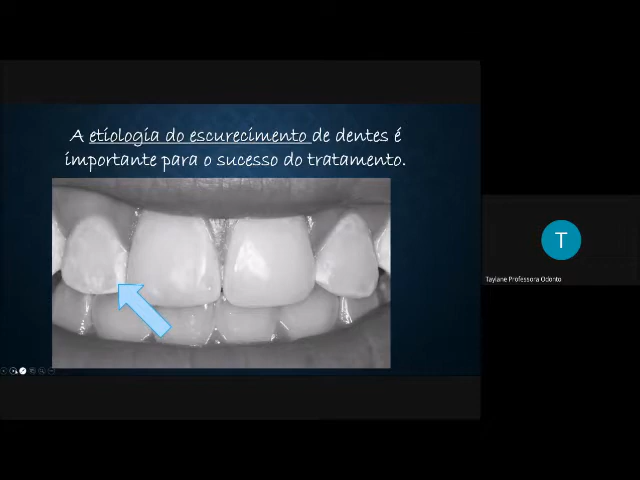 A etiologia do escurecimento de dentes é
importante para o sucesso do tratamento.
T
Taylane Professora Odonto